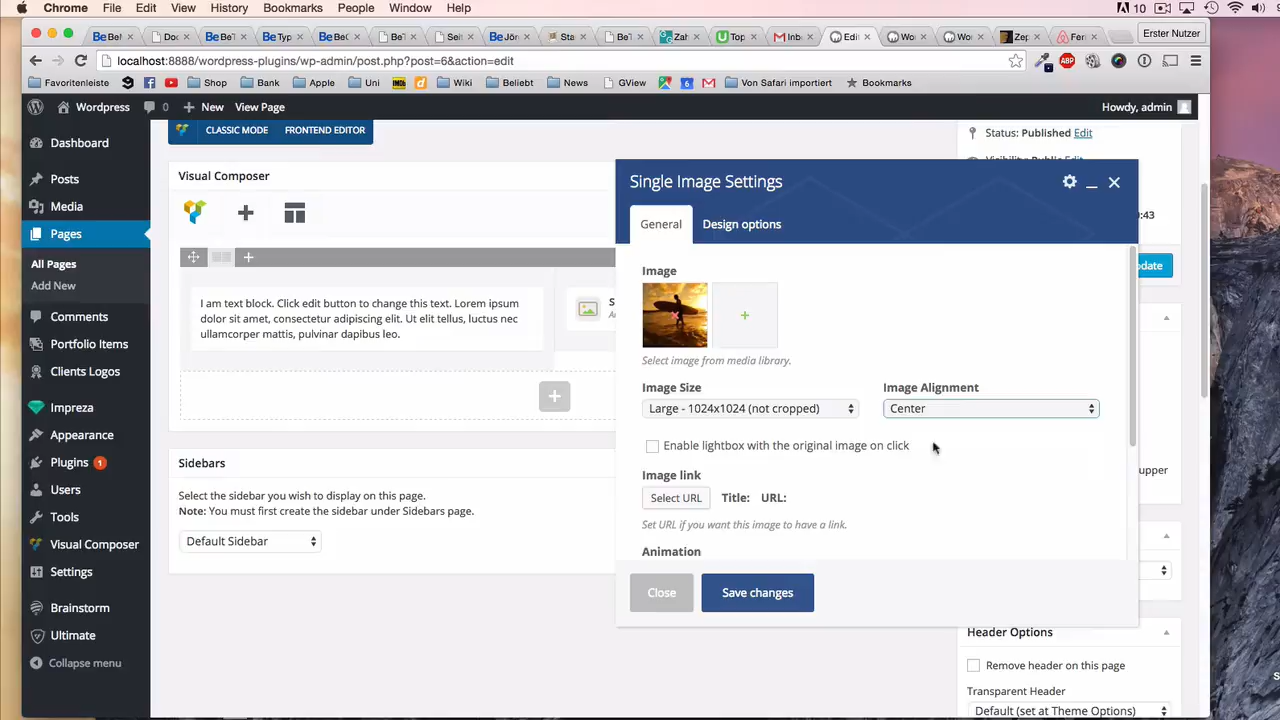 Chrome File Edit View History Bookmarks People Window Help
10
Erster Nutzer
localhost:8888/wordpress-plugins/wp-admin/post.php?post=6&action=edit
Favoritenleiste Shop Bank Apple Uni Wiki Beliebt News GView Von Safari importiert Bookmarks
Wordpress 0 New View Page Howdy, admin
CLASSIC MODE FRONTEND EDITOR
Status: Published Edit
Dashboard
Posts
Media
Pages
All Pages
Add New
Comments
Portfolio Items
Clients Logos
Impreza
Appearance
Plugins 1
Users
Tools
Visual Composer
Settings
Brainstorm
Ultimate
Collapse menu
Visual Composer
I am text block. Click edit button to change this text. Lorem ipsum
dolor sit amet, consectetur adipiscing elit. Ut elit tellus, luctus nec
ullamcorper mattis, pulvinar dapibus leo.
Sidebars
Select the sidebar you wish to display on this page.
Note: You must first create the sidebar under Sidebars page.
Default Sidebar
Single Image Settings
General Design options
Image
Select image from media library.
Image Size Image Alignment
Large - 1024x1024 (not cropped) Center
Enable lightbox with the original image on click
Image link
Select URL Title: URL:
Set URL if you want this image to have a link.
Animation
Close Save changes
:43
date
upper
Header Options
Remove header on this page
Transparent Header
Default (set at Theme Options)